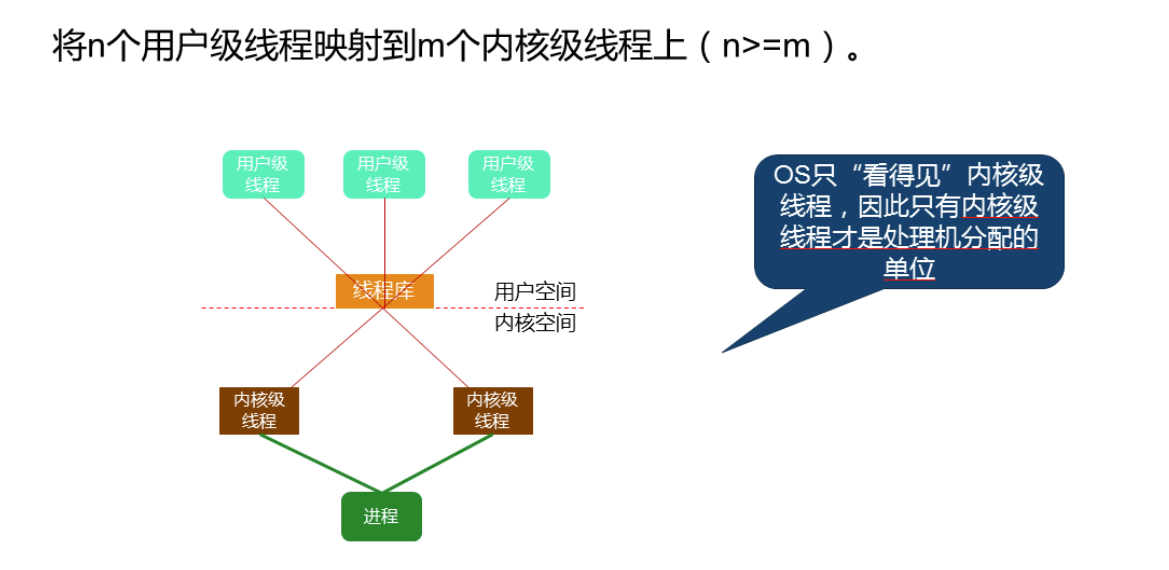 将n个用户级线程映射到m个内核级线程上（n>=m）。
用户级
线程
用户级
线程
用户级
线程
OS只“看得见”内核级
线程，因此只有内核级
线程才是处理机分配的
单位
线程库
用户空间
内核空间
内核级
线程
内核级
线程
进程